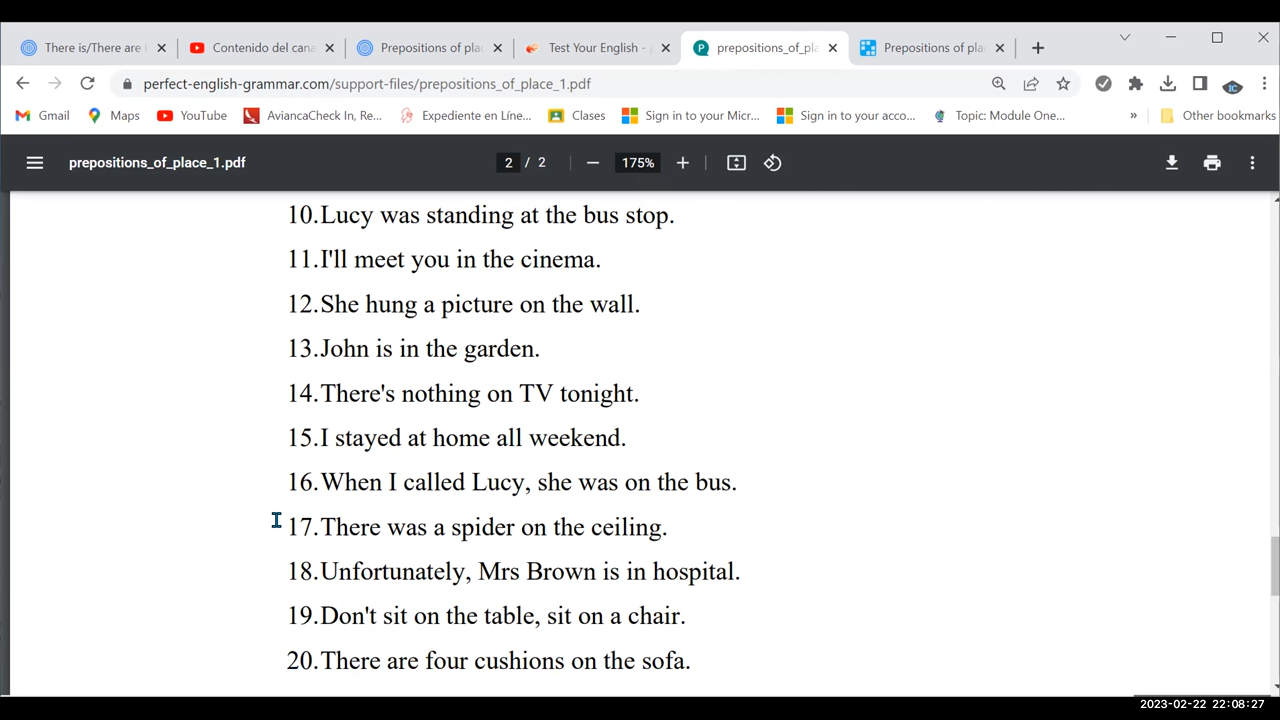 There is/There are
Contenido del cana
Prepositions of plac
Test Your English - p
prepositions_of_pla
Prepositions of plac
perfect-english-grammar.com/support-files/prepositions_of_place_1.pdf
Gmail
Maps
YouTube
AviancaCheck In, Re...
Expediente en Líne...
Clases
Sign in to your Micr...
Sign in to your acco...
Topic: Module One...
»
Other bookmarks
prepositions_of_place_1.pdf
2 / 2
175%
10.Lucy was standing at the bus stop.
11.I'll meet you in the cinema.
12.She hung a picture on the wall.
13.John is in the garden.
14.There's nothing on TV tonight.
15.I stayed at home all weekend.
16.When I called Lucy, she was on the bus.
17.There was a spider on the ceiling.
18.Unfortunately, Mrs Brown is in hospital.
19.Don't sit on the table, sit on a chair.
20.There are four cushions on the sofa.
2023-02-22 22:08:27